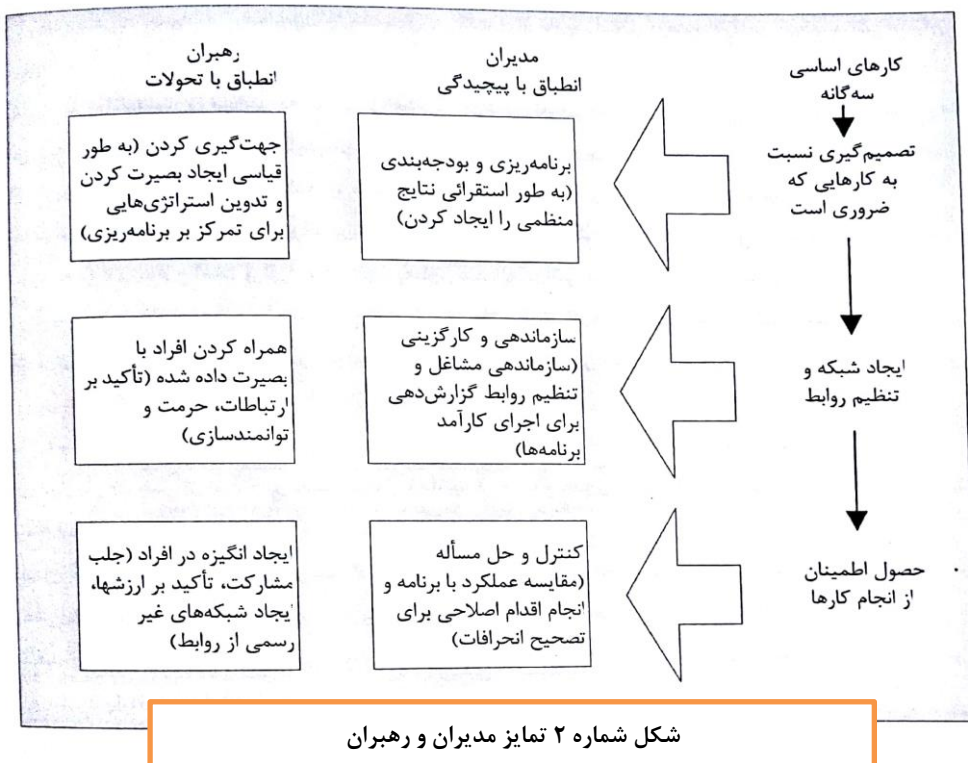 کارهای اساسی
سه‌گانه
تصمیم‌گیری نسبت
به کارهایی که
ضروری است
ایجاد شبکه و
تنظیم روابط
حصول اطمینان
از انجام کارها
مدیران
انطباق با پیچیدگی
برنامه‌ریزی و بودجه‌بندی
(به طور استقرائی نتایج
منظمی را ایجاد کردن)
سازماندهی و کارگزینی
(سازماندهی مشاغل و
تنظیم روابط گزارش‌دهی
برای اجرای کارآمد
برنامه‌ها)
کنترل و حل مسأله
(مقایسه عملکرد با برنامه و
انجام اقدام اصلاحی برای
تصحیح انحرافات)
رهبران
انطباق با تحولات
جهت‌گیری کردن (به طور
قیاسی ایجاد بصیرت کردن
و تدوین استراتژی‌هایی
برای تمرکز بر برنامه‌ریزی)
همراه کردن افراد با
بصیرت داده شده (تأکید بر
ارتباطات، حرمت و
توانمندسازی)
ایجاد انگیزه در افراد (جلب
مشارکت، تأکید بر ارزشها،
ایجاد شبکه‌های غیر
رسمی از روابط)
شکل شماره ۲ تمایز مدیران و رهبران